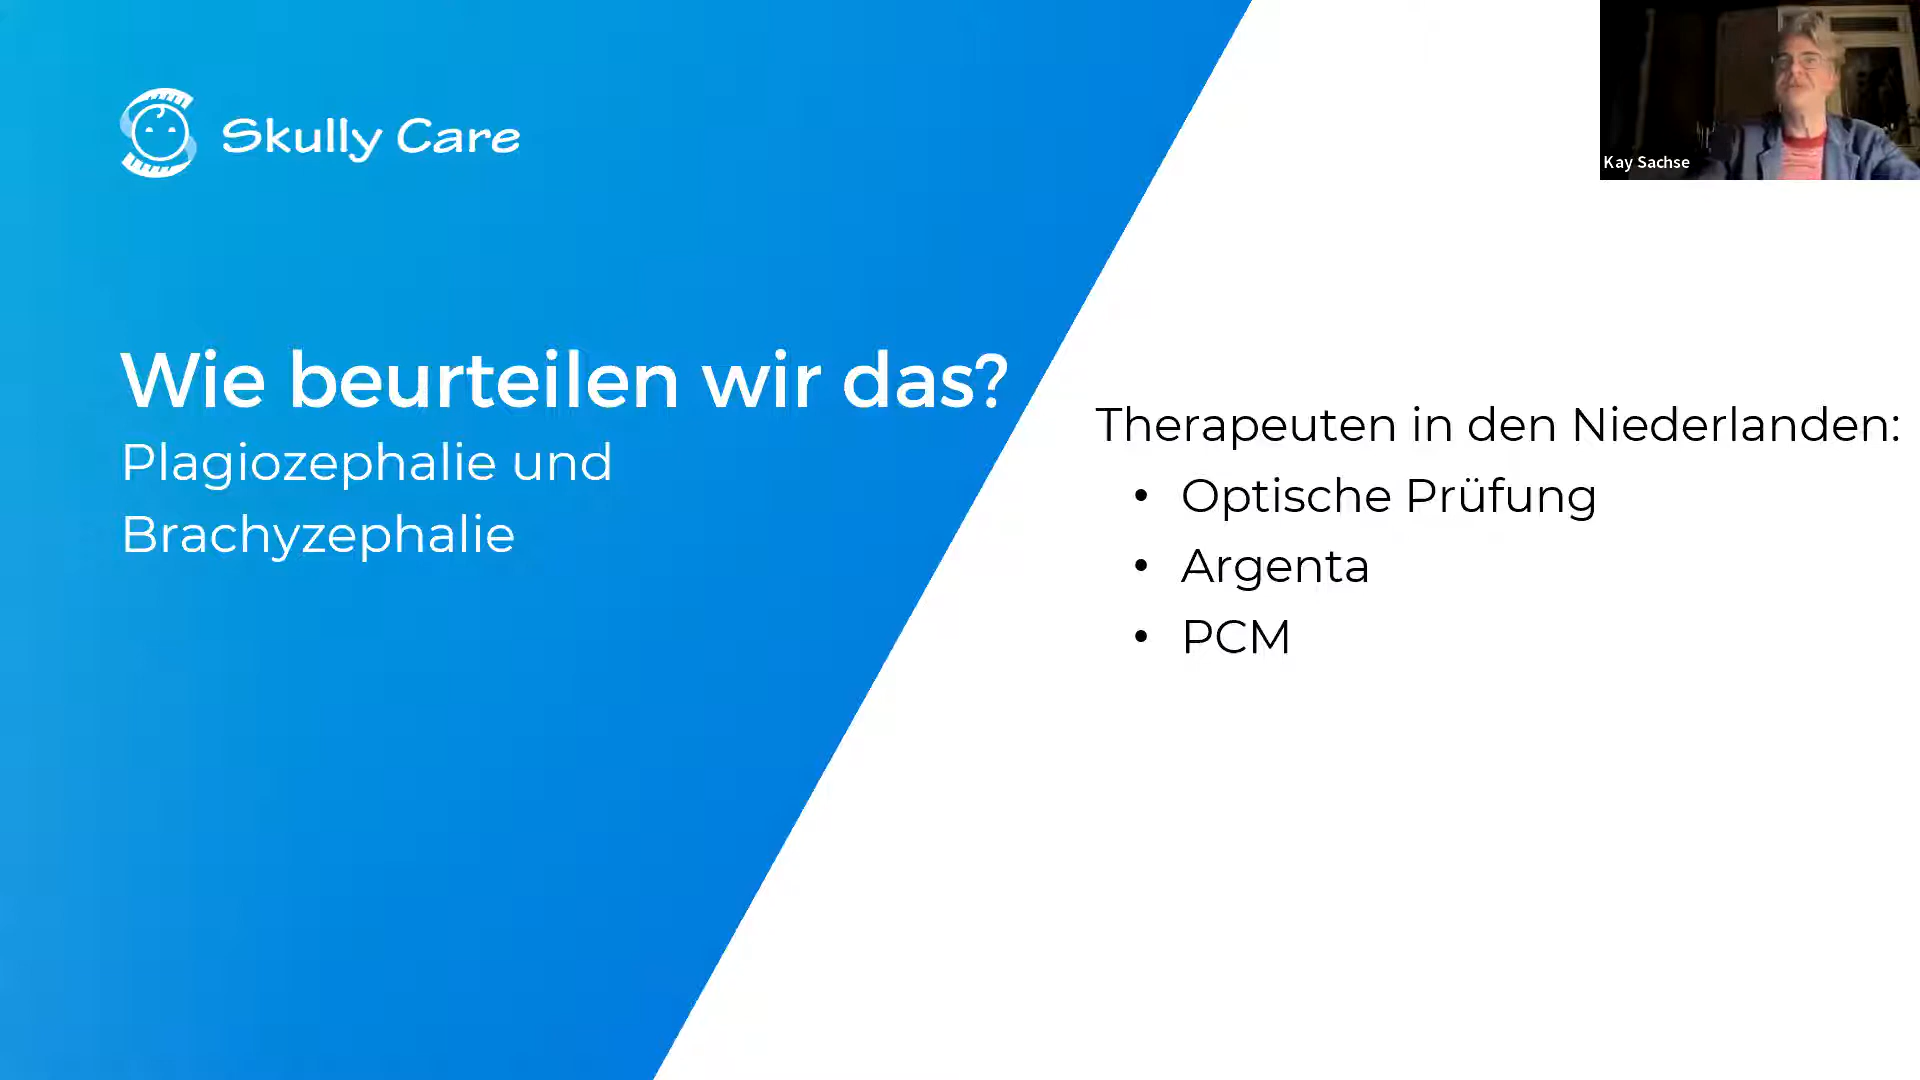 Skully Care
Wie beurteilen wir das?
Plagiozephalie und
Brachyzephalie
Therapeuten in den Niederlanden:
• Optische Prüfung
• Argenta
• PCM
Kay Sachse